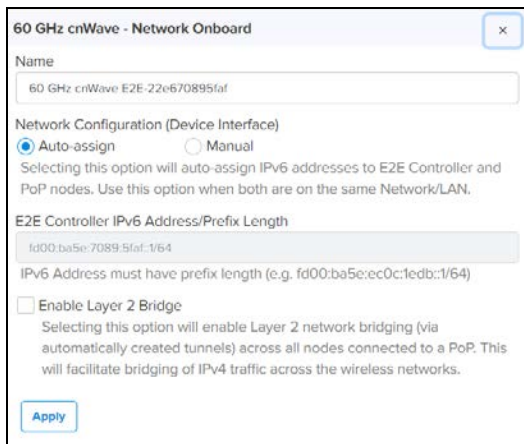 60 GHz cnWave - Network Onboard
×
Name
60 GHz cnWave E2E-22e670895faf
Network Configuration (Device Interface)
Auto-assign Manual
Selecting this option will auto-assign IPv6 addresses to E2E Controller and
PoP nodes. Use this option when both are on the same Network/LAN.
E2E Controller IPv6 Address/Prefix Length
fd00:ba5e:7089:5faf::1/64
IPv6 Address must have prefix length (e.g. fd00:ba5e:ec0c:1edb::1/64)
Enable Layer 2 Bridge
Selecting this option will enable Layer 2 network bridging (via
automatically created tunnels) across all nodes connected to a PoP. This
will facilitate bridging of IPv4 traffic across the wireless networks.
Apply